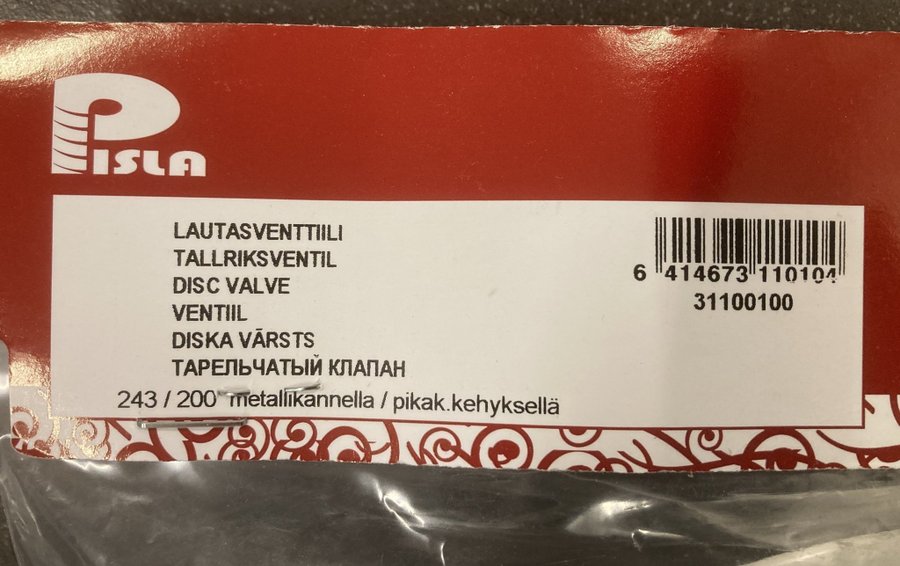 PISLA
LAUTASVENTTIILI
TALLRIKSVENTIL
DISC VALVE
VENTIIL
DISKA VĀRSTS
ТАРЕЛЬЧАТЫЙ КЛАПАН
243 / 200 metallikannella / pikak.kehyksellä
6 414673 110104
31100100